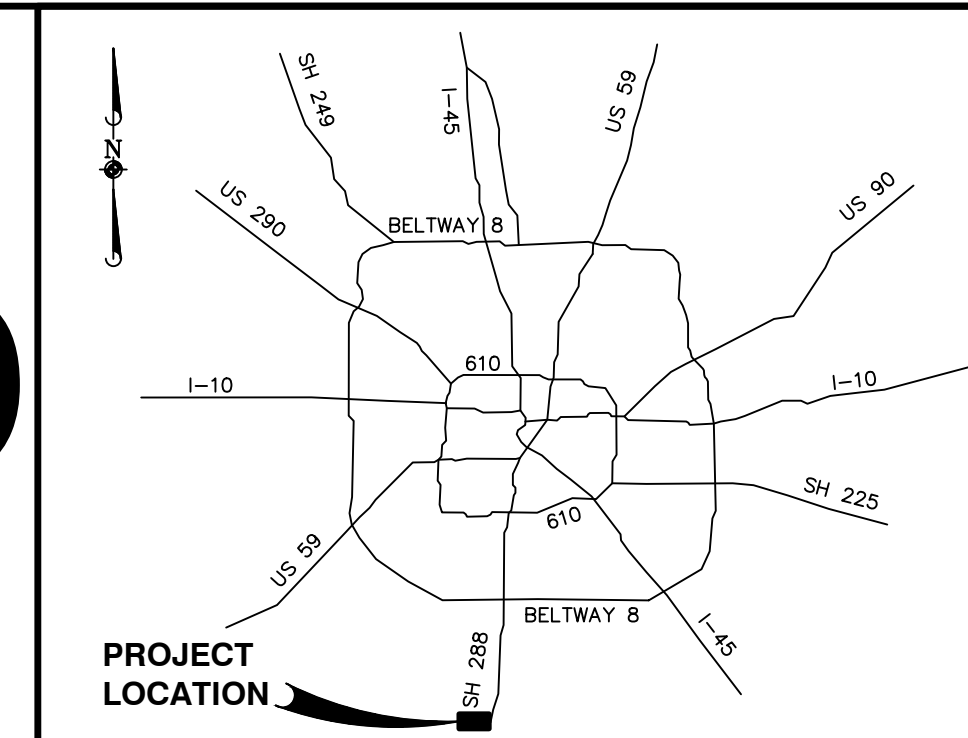 SH 249
I-45
US 59
N
US 290
US 90
BELTWAY 8
610
I-10
I-10
SH 225
610
US 59
BELTWAY 8
I-45
SH 288
PROJECT
LOCATION